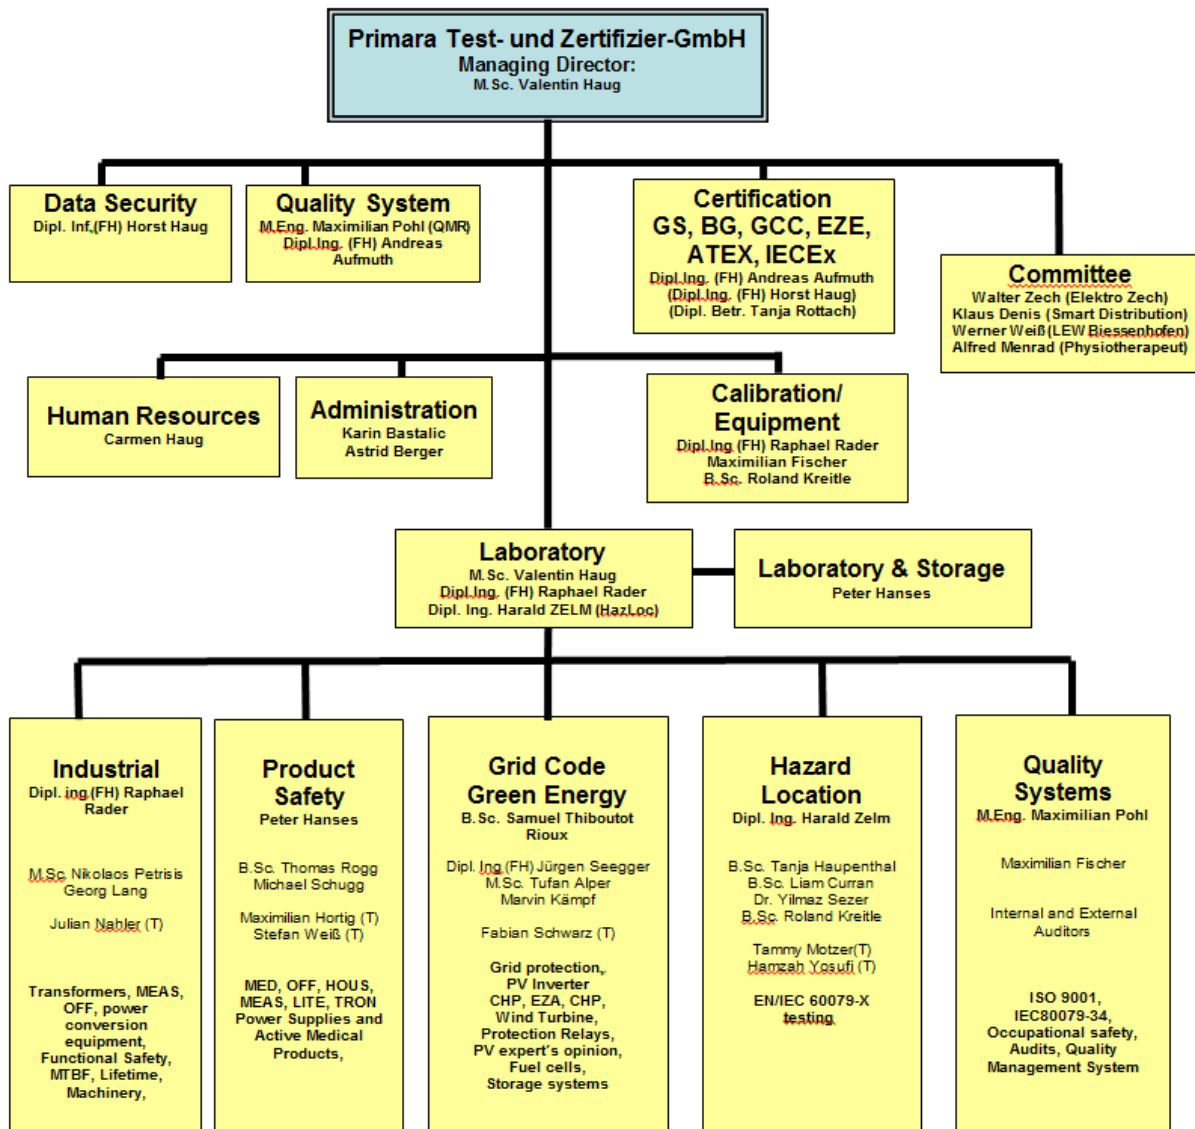 Primara Test- und Zertifizier-GmbH
Managing Director:
M.Sc. Valentin Haug
Data Security
Dipl. Inf.(FH) Horst Haug
Quality System
M.Eng. Maximilian Pohl (QMR)
Dipl.Ing. (FH) Andreas
Aufmuth
Certification
GS, BG, GCC, EZE,
ATEX, IECEx
Dipl.Ing. (FH) Andreas Aufmuth
(Dipl.Ing. (FH) Horst Haug)
(Dipl. Betr. Tanja Rottach)
Committee
Walter Zech (Elektro Zech)
Klaus Denis (Smart Distribution)
Werner Weiß(LEW Biessenhofen)
Alfred Menrad (Physiotherapeut)
Human Resources
Carmen Haug
Administration
Karin Bastalic
Astrid Berger
Calibration/
Equipment
Dipl.Ing (FH) Raphael Rader
Maximilian Fischer
B.Sc. Roland Kreitle
Laboratory
M.Sc. Valentin Haug
Dipl.Ing. (FH) Raphael Rader
Dipl. Ing. Harald ZELM (HazLoc)
Laboratory & Storage
Peter Hanses
Industrial
Dipl. ing.(FH) Raphael
Rader
M.Sc. Nikolaos Petrisis
Georg Lang
Julian Nahler (T)
Transformers, MEAS,
OFF, power
conversion
equipment,
Functional Safety,
MTBF, Lifetime,
Machinery,
Product
Safety
Peter Hanses
B.Sc. Thomas Rogg
Michael Schugg
Maximilian Hortig (T)
Stefan Weiß (T)
MED, OFF, HOUS,
MEAS, LITE, TRON
Power Supplies and
Active Medical
Products,
Grid Code
Green Energy
B.Sc. Samuel Thiboutot
Rioux
Dipl. Ing.(FH) Jürgen Seegger
M.Sc. Tufan Alper
Marvin Kämpf
Fabian Schwarz (T)
Grid protection,
PV Inverter
CHP, EZA, CHP,
Wind Turbine,
Protection Relays,
PV expert's opinion,
Fuel cells,
Storage systems
Hazard
Location
Dipl. Ing. Harald Zelm
B.Sc. Tanja Haupenthal
B.Sc. Liam Curran
Dr. Yilmaz Sezer
B.Sc. Roland Kreitle
Tammy Motzer(T)
Hamzah Yosufi (T)
EN/IEC 60079-X
testing
Quality
Systems
M.Eng. Maximilian Pohl
Maximilian Fischer
Internal and External
Auditors
ISO 9001,
IEC80079-34,
Occupational safety,
Audits, Quality
Management System